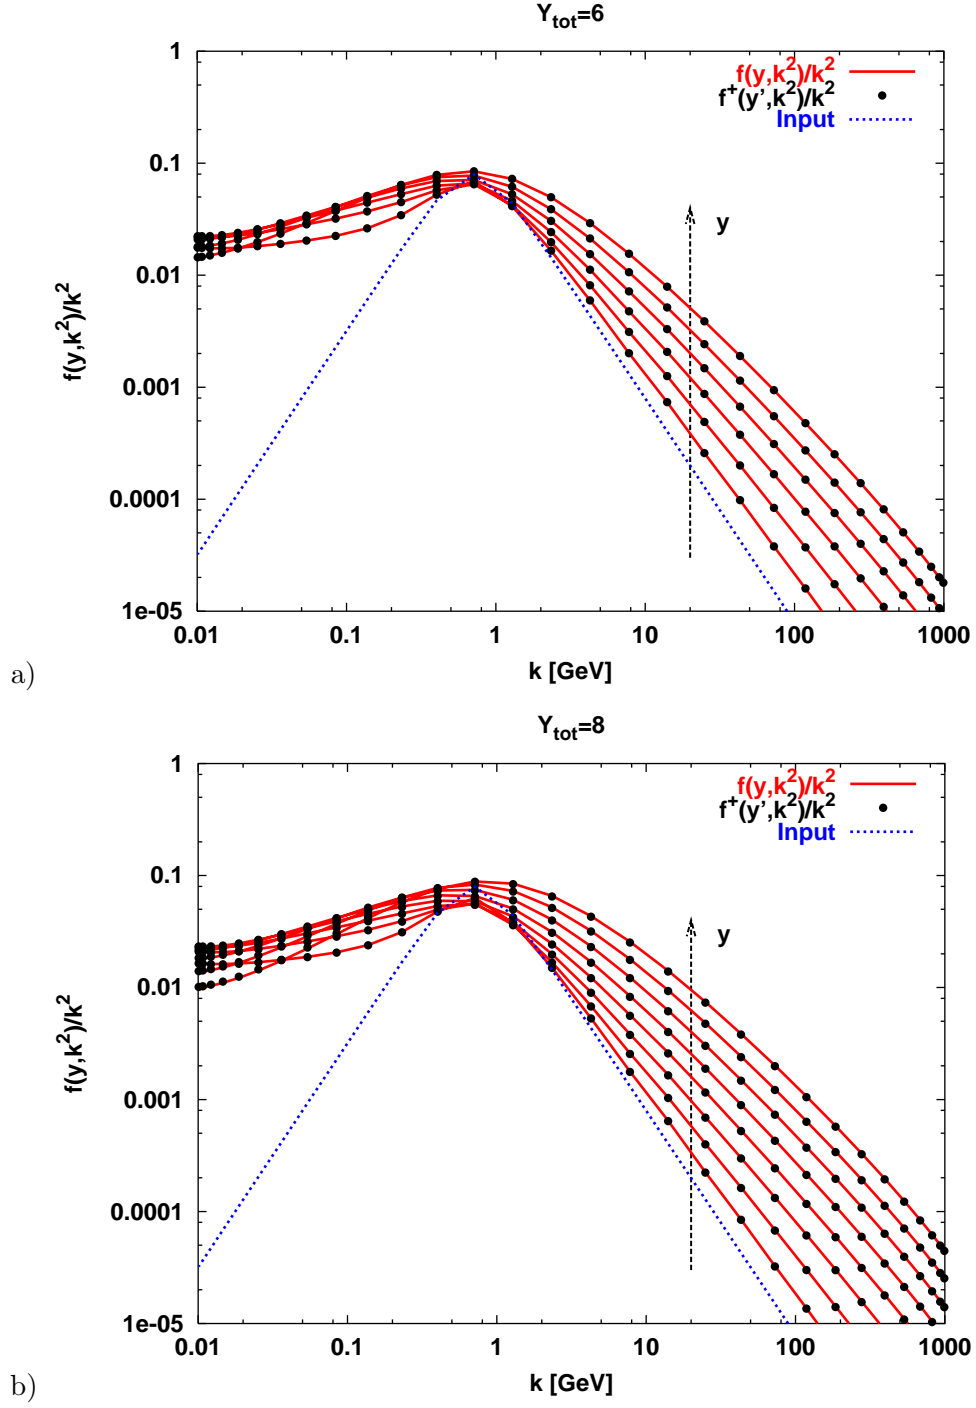 Y_tot=6
1
0.1
0.01
0.001
0.0001
1e-05
f(y,k^2)/k^2
f(y,k^2)/k^2
f^+(y',k^2)/k^2
Input
y
0.01 0.1 1 10 100 1000
k [GeV]
a)
Y_tot=8
1
0.1
0.01
0.001
0.0001
1e-05
f(y,k^2)/k^2
f(y,k^2)/k^2
f^+(y',k^2)/k^2
Input
y
0.01 0.1 1 10 100 1000
k [GeV]
b)